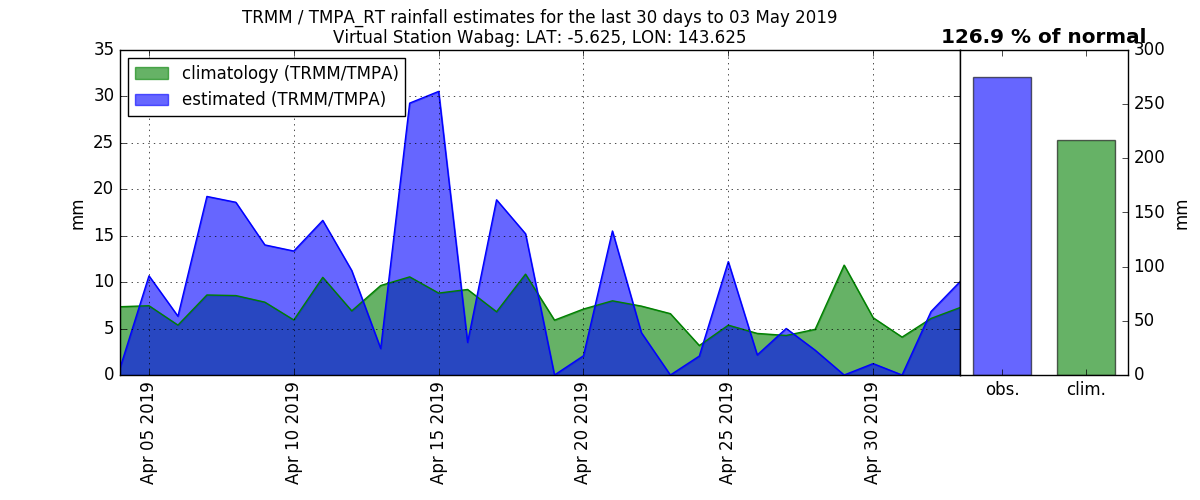 TRMM / TMPA_RT rainfall estimates for the last 30 days to 03 May 2019
Virtual Station Wabag: LAT: -5.625, LON: 143.625
126.9 % of normal
climatology (TRMM/TMPA)
estimated (TRMM/TMPA)
35
30
25
20
15
10
5
0
mm
Apr 05 2019
Apr 10 2019
Apr 15 2019
Apr 20 2019
Apr 25 2019
Apr 30 2019
300
250
200
150
100
50
0
mm
obs.
clim.